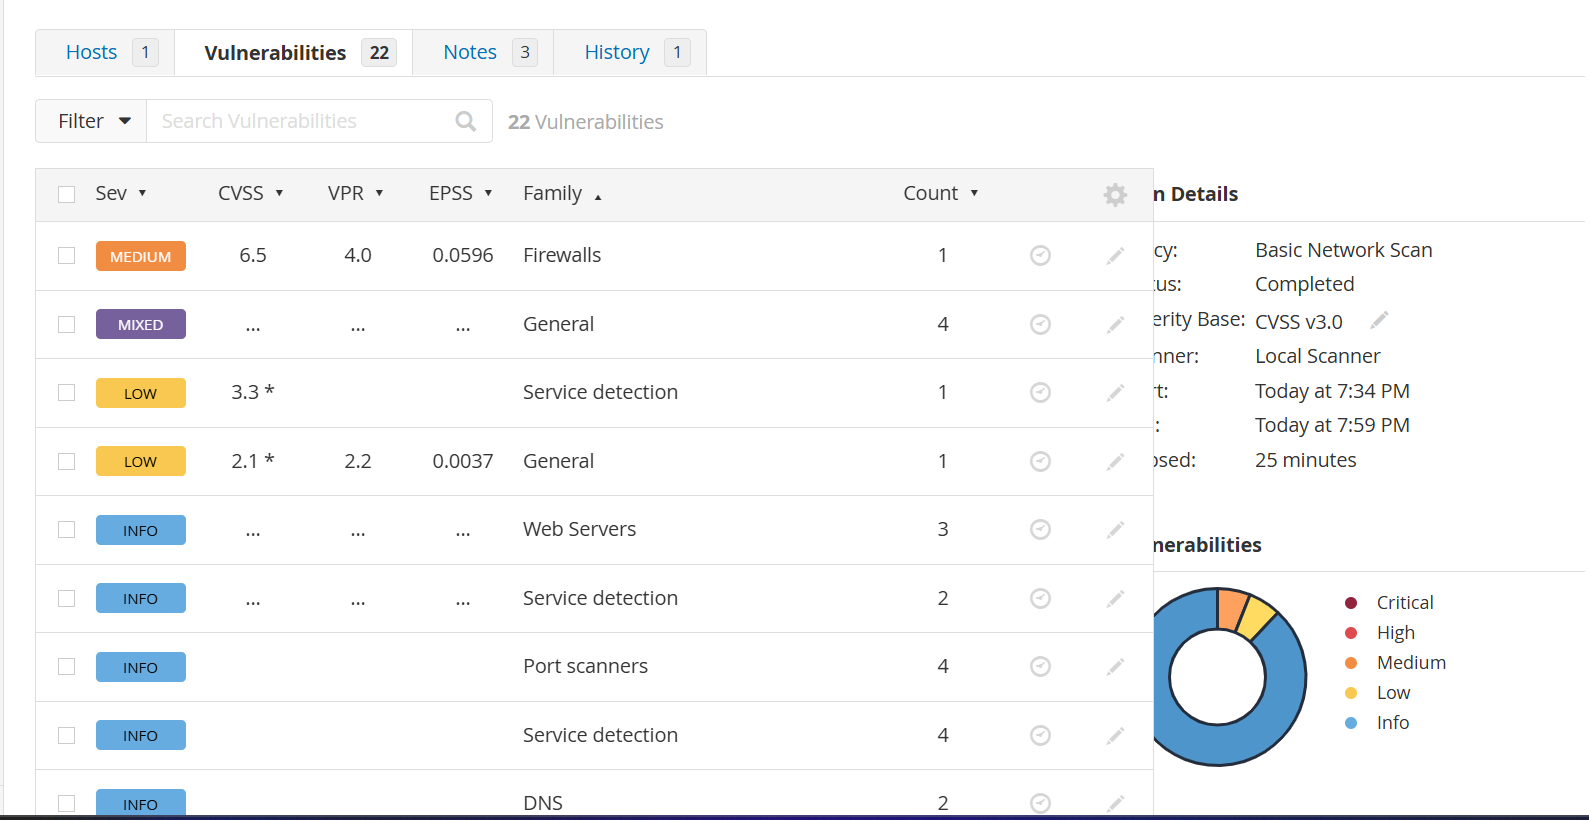 Hosts 1 Vulnerabilities 22 Notes 3 History 1
Filter Search Vulnerabilities 22 Vulnerabilities
Sev CVSS VPR EPSS Family Count
MEDIUM 6.5 4.0 0.0596 Firewalls 1
MIXED ... ... ... General 4
LOW 3.3 * Service detection 1
LOW 2.1 * 2.2 0.0037 General 1
INFO ... ... ... Web Servers 3
INFO ... ... ... Service detection 2
INFO Port scanners 4
INFO Service detection 4
INFO DNS 2
n Details
cy: Basic Network Scan
tus: Completed
erity Base: CVSS v3.0
nner: Local Scanner
rt: Today at 7:34 PM
: Today at 7:59 PM
osed: 25 minutes
nerabilities
Critical
High
Medium
Low
Info